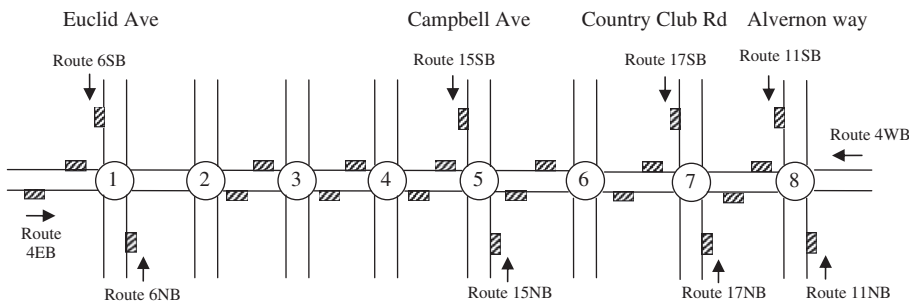 Euclid Ave Campbell Ave Country Club Rd Alvernon way
Route 6SB Route 15SB Route 17SB Route 11SB
Route 4WB
1 2 3 4 5 6 7 8
Route
4EB
Route 6NB Route 15NB Route 17NB Route 11NB